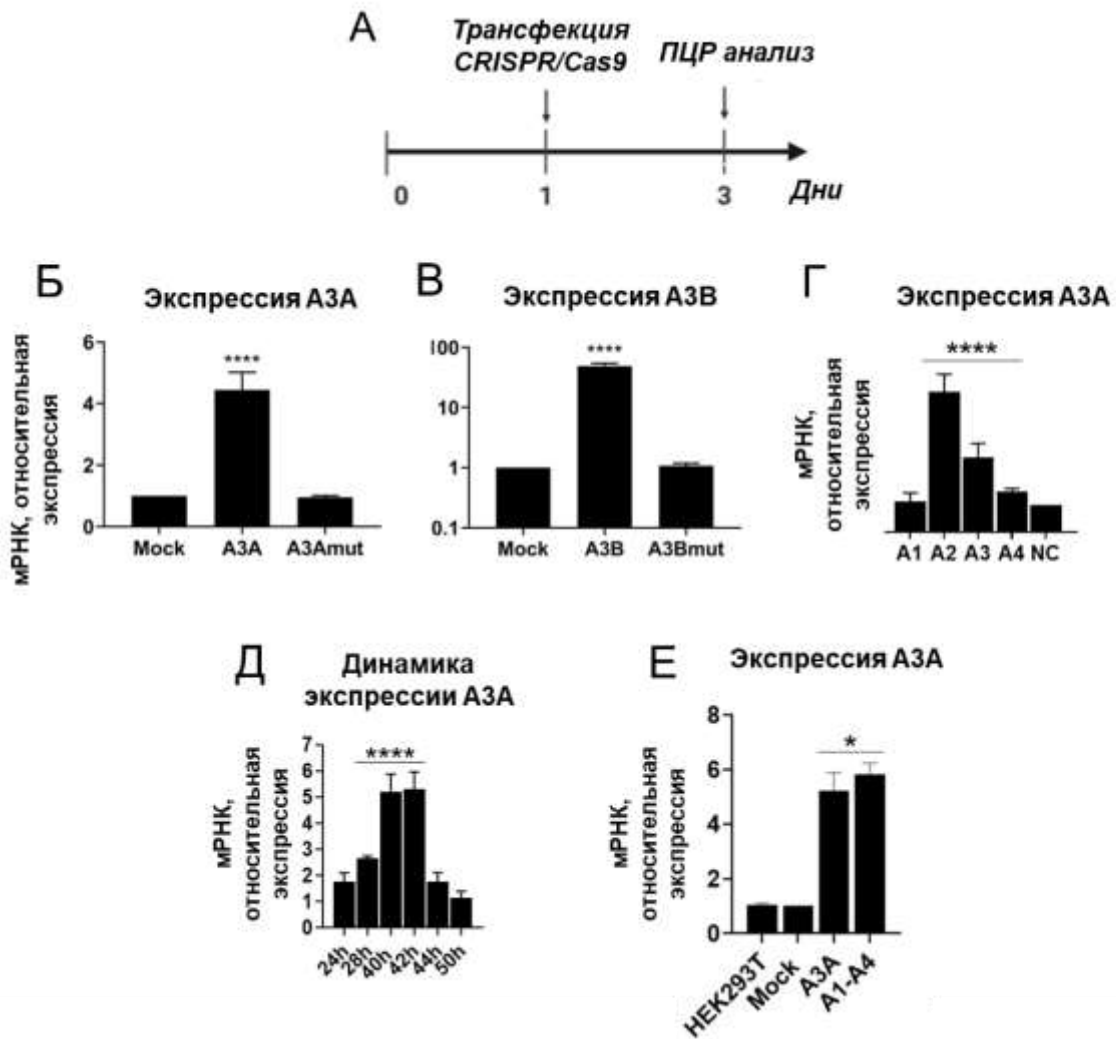 А
Трансфекция
CRISPR/Cas9
ПЦР анализ
0
1
3
Дни
Б
Экспрессия А3А
мРНК, относительная
экспрессия
6
4
2
0
Mock
A3A
A3Amut
****
В
Экспрессия А3В
100
10
1
0.1
Mock
A3B
A3Bmut
****
Г
Экспрессия А3А
мРНК,
относительная
экспрессия
****
A1
A2
A3
A4
NC
Д
Динамика
экспрессии А3А
мРНК,
относительная
экспрессия
7
6
5
4
3
2
1
0
****
24h
28h
40h
42h
44h
50h
Е
Экспрессия А3А
мРНК,
относительная
экспрессия
8
6
4
2
0
*
HEK293T
Mock
A3A
A1-A4